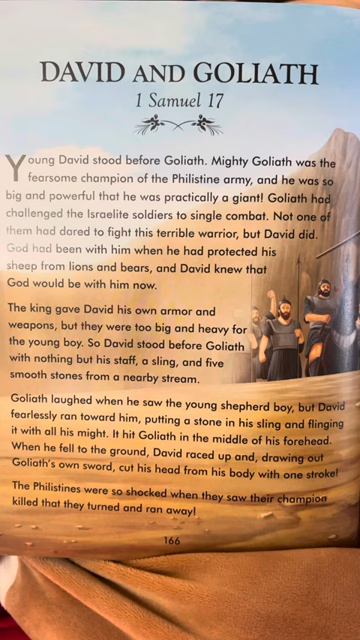 DAVID AND GOLIATH
1 Samuel 17
Young David stood before Goliath. Mighty Goliath was the
fearsome champion of the Philistine army, and he was so
big and powerful that he was practically a giant! Goliath had
challenged the Israelite soldiers to single combat. Not one of
them had dared to fight this terrible warrior, but David did.
God had been with him when he had protected his
sheep from lions and bears, and David knew that
God would be with him now.
The king gave David his own armor and
weapons, but they were too big and heavy for
the young boy. So David stood before Goliath
with nothing but his staff, a sling, and five
smooth stones from a nearby stream.
Goliath laughed when he saw the young shepherd boy, but David
fearlessly ran toward him, putting a stone in his sling and flinging
it with all his might. It hit Goliath in the middle of his forehead.
When he fell to the ground, David raced up and, drawing out
Goliath's own sword, cut his head from his body with one stroke!
The Philistines were so shocked when they saw their champion
killed that they turned and ran away!
166